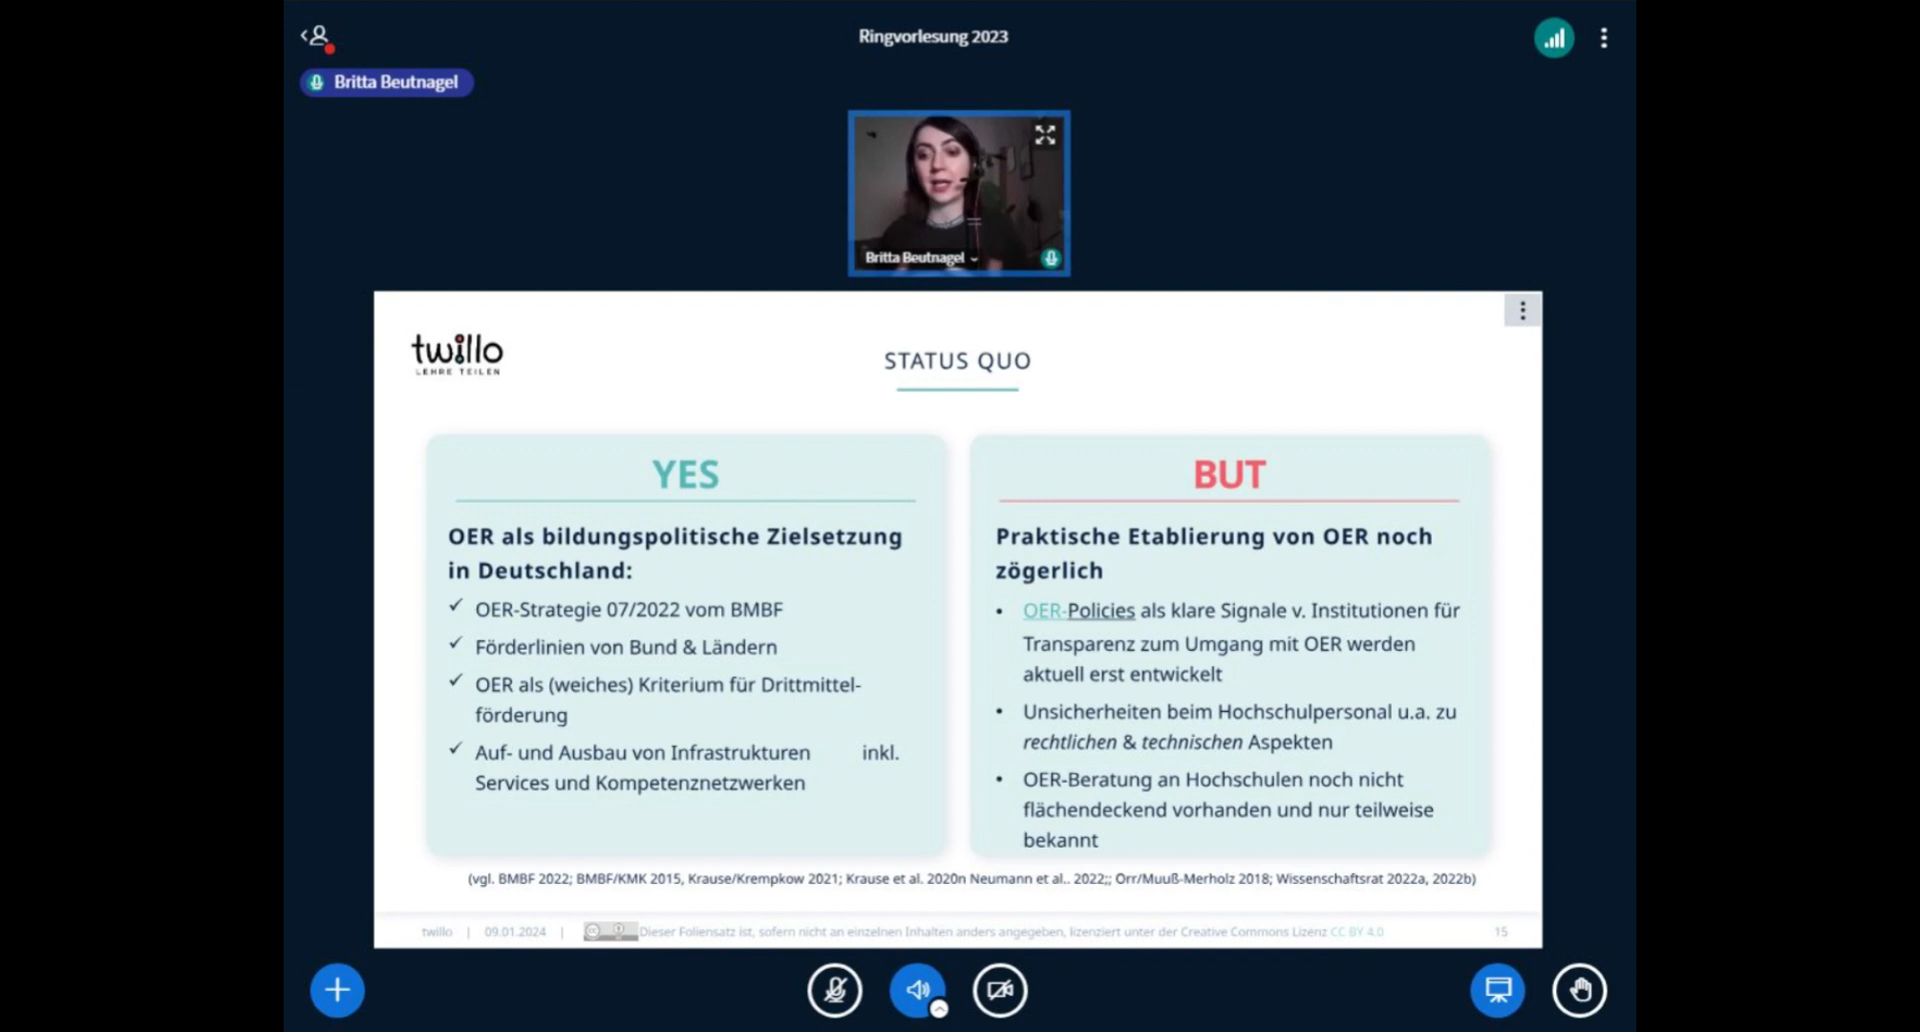 Ringvorlesung 2023
Britta Beutnagel
Britta Beutnagel
twillo
LEHRE TEILEN
STATUS QUO
YES
OER als bildungspolitische Zielsetzung
in Deutschland:
✓ OER-Strategie 07/2022 vom BMBF
✓ Förderlinien von Bund & Ländern
✓ OER als (weiches) Kriterium für Drittmittel-
förderung
✓ Auf- und Ausbau von Infrastrukturen inkl.
Services und Kompetenznetzwerken
BUT
Praktische Etablierung von OER noch
zögerlich
• OER-Policies als klare Signale v. Institutionen für
Transparenz zum Umgang mit OER werden
aktuell erst entwickelt
• Unsicherheiten beim Hochschulpersonal u.a. zu
rechtlichen & technischen Aspekten
• OER-Beratung an Hochschulen noch nicht
flächendeckend vorhanden und nur teilweise
bekannt
(vgl. BMBF 2022; BMBF/KMK 2015, Krause/Krempkow 2021; Krause et al. 2020n Neumann et al.. 2022;; Orr/Muuß-Merholz 2018; Wissenschaftsrat 2022a, 2022b)
twillo | 09.01.2024 | Dieser Foliensatz ist, sofern nicht an einzelnen Inhalten anders angegeben, lizenziert unter der Creative Commons Lizenz CC BY 4.0 15